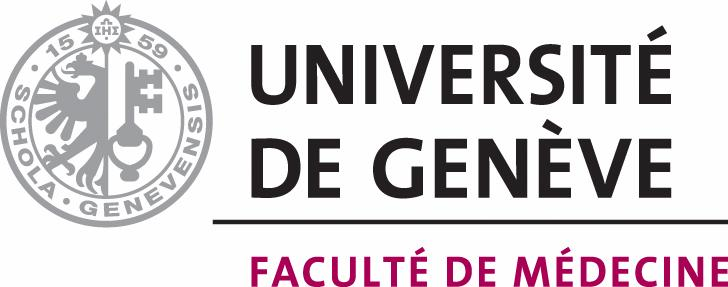 · 15 59 ·
IHS
SCHOLA · GENEVENSIS
UNIVERSITÉ
DE GENÈVE
FACULTÉ DE MÉDECINE